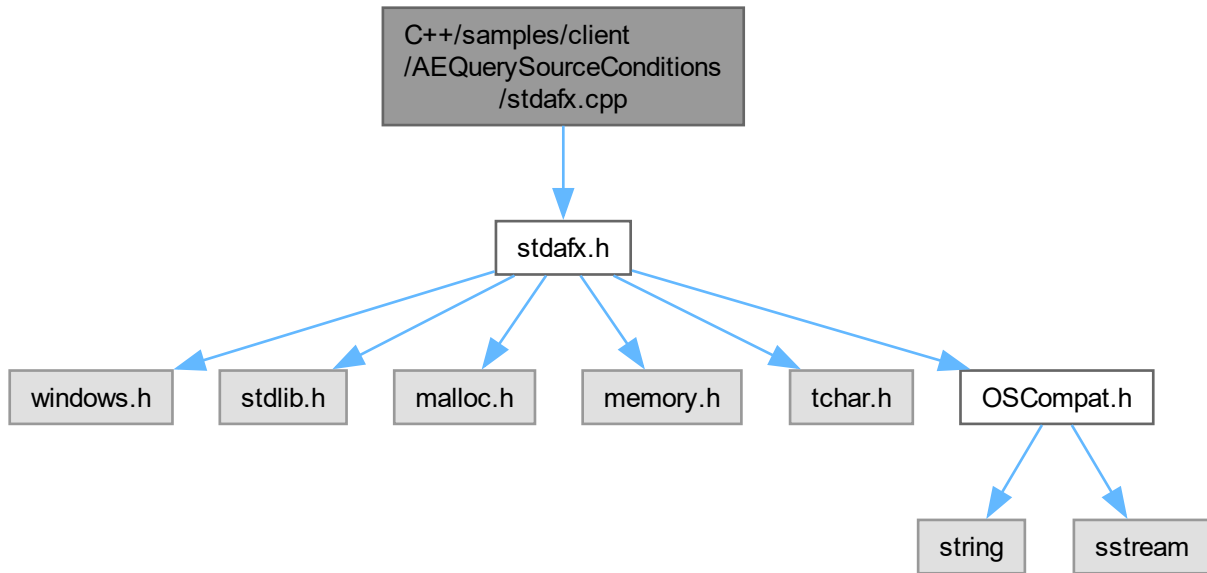 C++/samples/client
/AEQuerySourceConditions
/stdafx.cpp
stdafx.h
windows.h
stdlib.h
malloc.h
memory.h
tchar.h
OSCompat.h
string
sstream